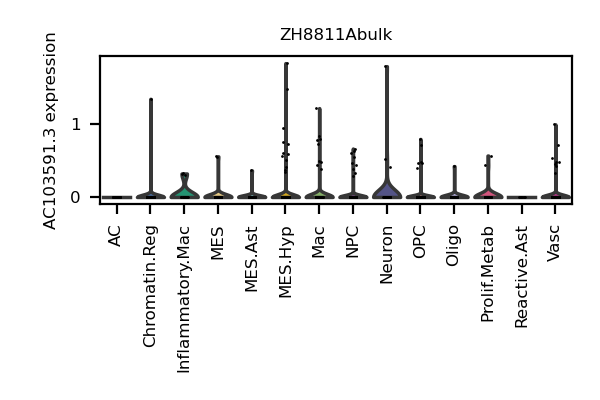 ZH8811Abulk
AC103591.3 expression
1
0
AC
Chromatin.Reg
Inflammatory.Mac
MES
MES.Ast
MES.Hyp
Mac
NPC
Neuron
OPC
Oligo
Prolif.Metab
Reactive.Ast
Vasc